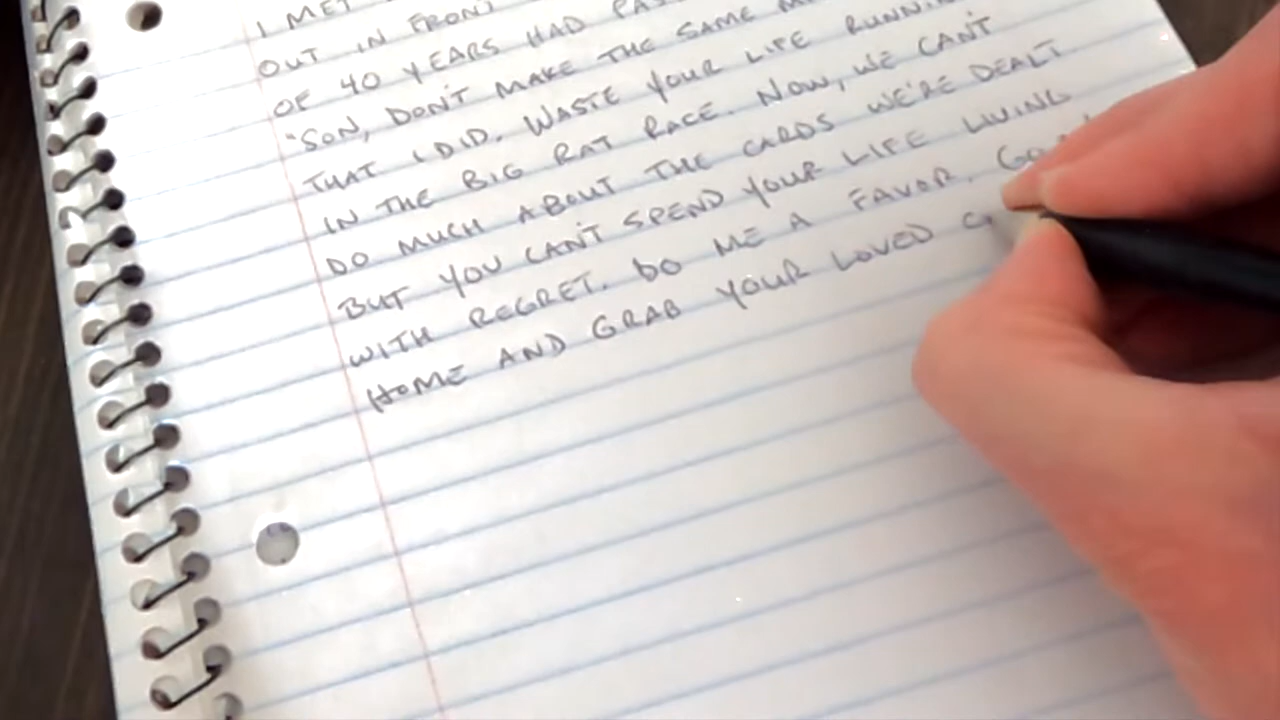 I MET
OUT IN FRONT
OF 40 YEARS HAD
"SON, DON'T MAKE THE SAME
THAT I DID. WASTE YOUR LIFE
IN THE BIG RAT RACE. NOW, WE CAN'T
DO MUCH ABOUT THE CARDS WE'RE DEALT
BUT YOU CAN'T SPEND YOUR LIFE LIVING
WITH REGRET. DO ME A FAVOR.
HOME AND GRAB YOUR LOVED